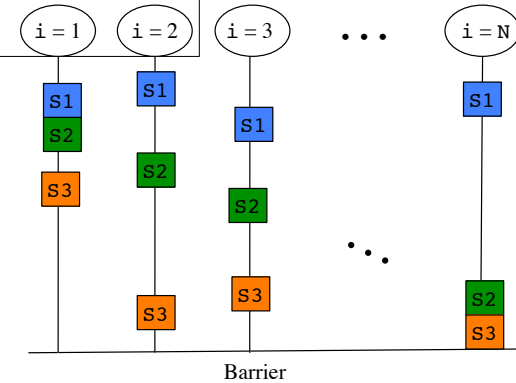 i = 1 i = 2 i = 3 ... i = N
S1 S1 S1 S1
S2 S2 S2 S2
S3 S3 S3 S3
Barrier